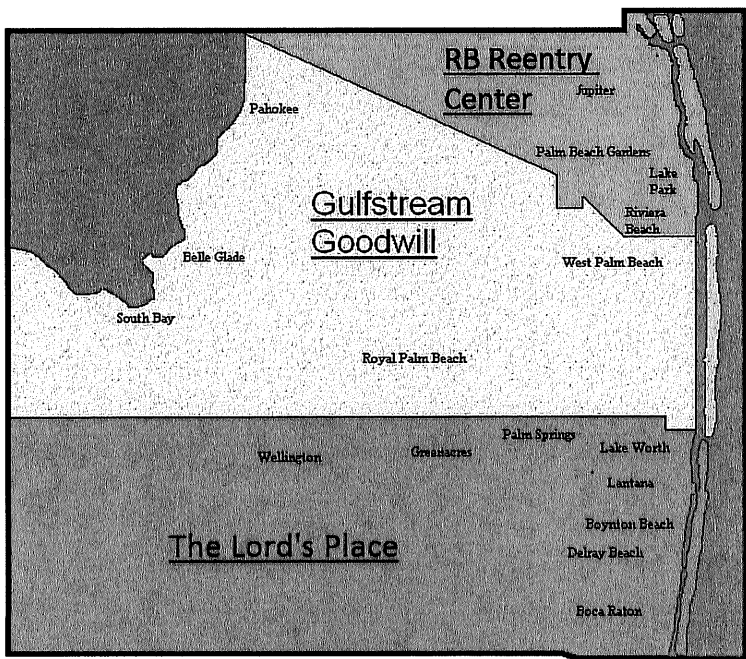 RB Reentry
Center
Jupiter
Pahokee
Palm Beach Gardens
Lake
Park
Gulfstream
Goodwill
Riviera
Beach
Belle Glade
West Palm Beach
South Bay
Royal Palm Beach
Palm Springs
Wellington
Greenacres
Lake Worth
Lantana
Boynton Beach
The Lord's Place
Delray Beach
Boca Raton